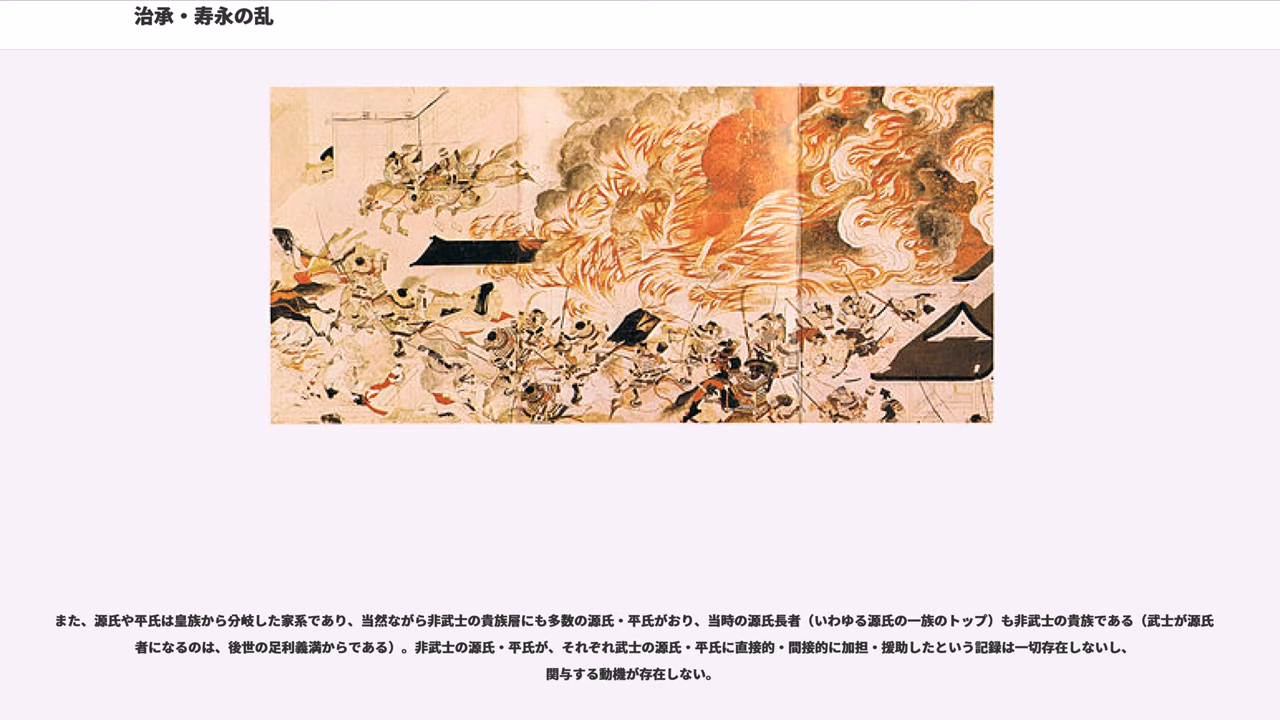 治承・寿永の乱
また、源氏や平氏は皇族から分岐した家系であり、当然ながら非武士の貴族層にも多数の源氏・平氏がおり、当時の源氏長者（いわゆる源氏の一族のトップ）も非武士の貴族である（武士が源氏
者になるのは、後世の足利義満からである）。非武士の源氏・平氏が、それぞれ武士の源氏・平氏に直接的・間接的に加担・援助したという記録は一切存在しないし、
関与する動機が存在しない。